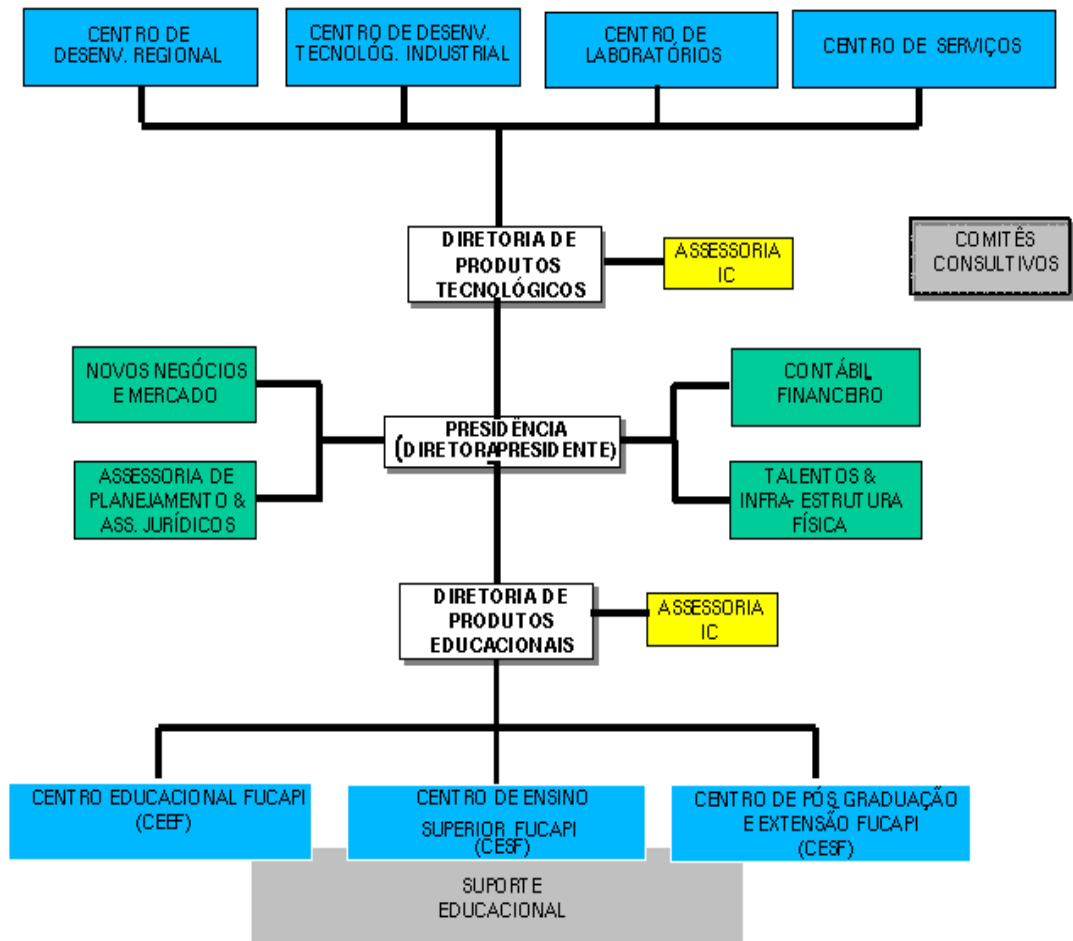 CENTRO DE
DESENV. REGIONAL
CENTRO DE DESENV.
TECNOLÓG. INDUSTRIAL
CENTRO DE
LABORATÓRIOS
CENTRO DE SERVIÇOS
DIRETORIA DE
PRODUTOS
TECNOLÓGICOS
ASSESSORIA
IC
COMITÊS
CONSULTIVOS
NOVOS NEGÓCIOS
E MERCADO
CONTÁBIL
FINANCEIRO
PRESIDÊNCIA
(DIRETORA PRESIDENTE)
ASSESSORIA DE
PLANEJAMENTO &
ASS. JURÍDICOS
TALENTOS &
INFRA- ESTRUTURA
FÍSICA
DIRETORIA DE
PRODUTOS
EDUCACIONAIS
ASSESSORIA
IC
CENTRO EDUCACIONAL FUCAPI
(CEEF)
CENTRO DE ENSINO
SUPERIOR FUCAPI
(CESF)
CENTRO DE PÓS GRADUAÇÃO
E EXTENSÃO FUCAPI
(CESF)
SUPORTE
EDUCACIONAL